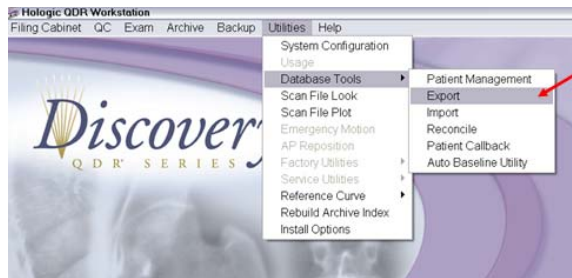 Hologic QDR Workstation
Filing Cabinet QC Exam Archive Backup Utilities Help
System Configuration
Usage
Database Tools
Scan File Look
Scan File Plot
Emergency Motion
AP Reposition
Factory Utilities
Service Utilities
Reference Curve
Rebuild Archive Index
Install Options
Patient Management
Export
Import
Reconcile
Patient Callback
Auto Baseline Utility
Discovery
QDR® SERIES